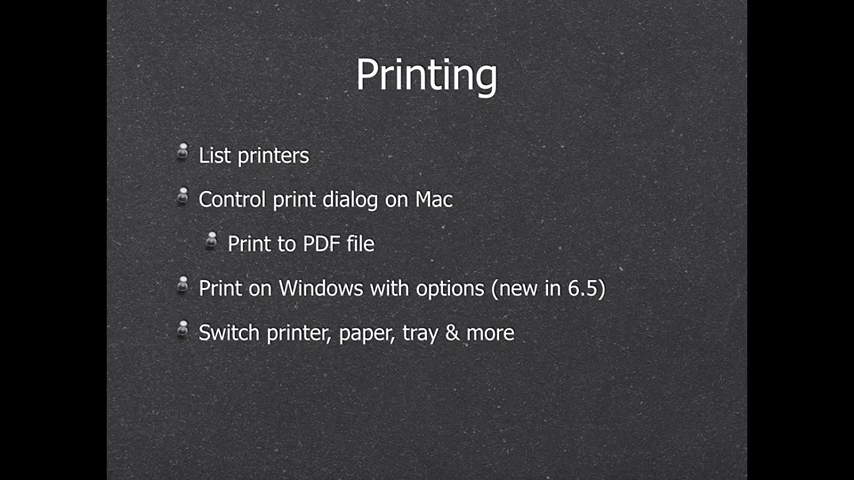 Printing
List printers
Control print dialog on Mac
Print to PDF file
Print on Windows with options (new in 6.5)
Switch printer, paper, tray & more